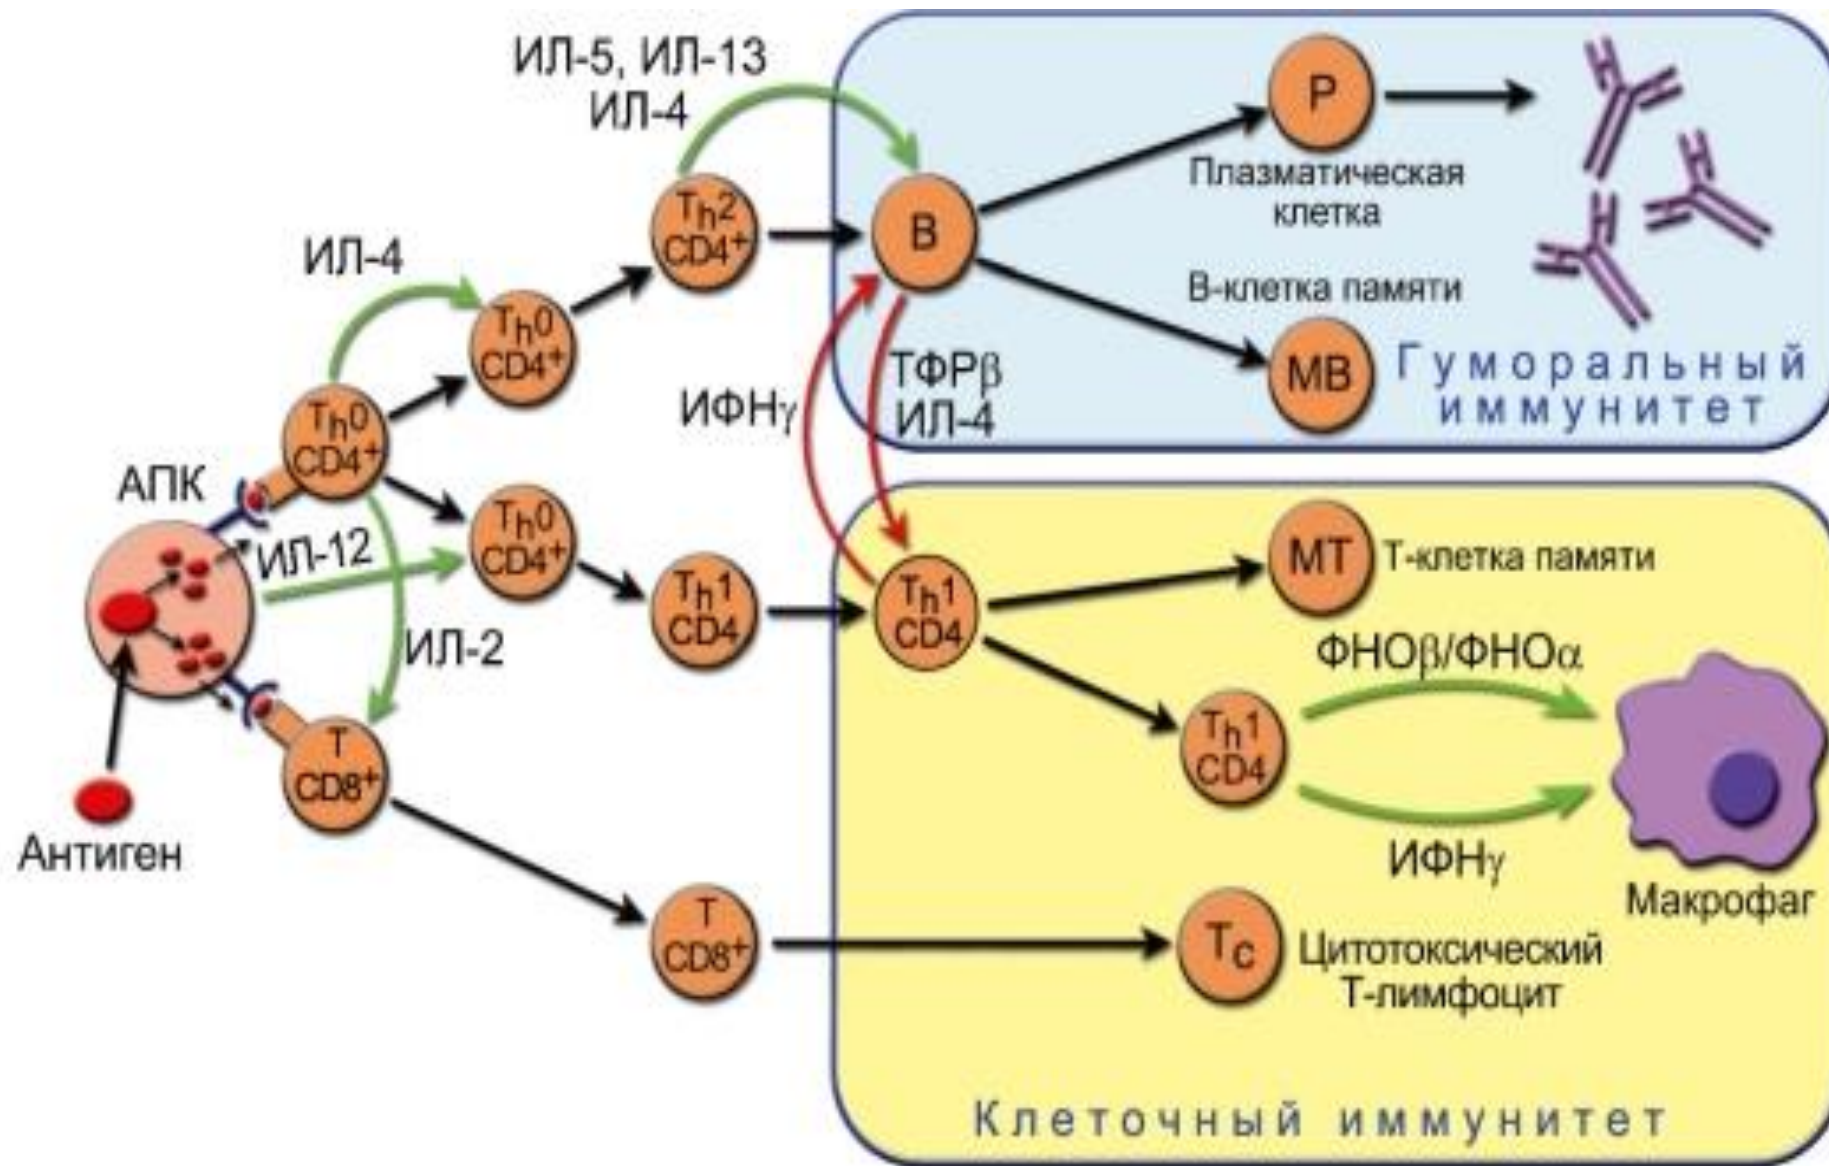 ИЛ-5, ИЛ-13
ИЛ-4
P
Плазматическая
клетка
Th2
CD4+
B
ИЛ-4
Th0
CD4+
В-клетка памяти
MB
Гуморальный
иммунитет
ТФРβ
ИЛ-4
ИФНγ
Th0
CD4+
АПК
ИЛ-12
Th0
CD4+
Th1
CD4
Th1
CD4
MT
Т-клетка памяти
ИЛ-2
ФНОβ/ФНОα
Th1
CD4
ИФНγ
Макрофаг
T
CD8+
Антиген
T
CD8+
Tc
Цитотоксический
Т-лимфоцит
Клеточный иммунитет